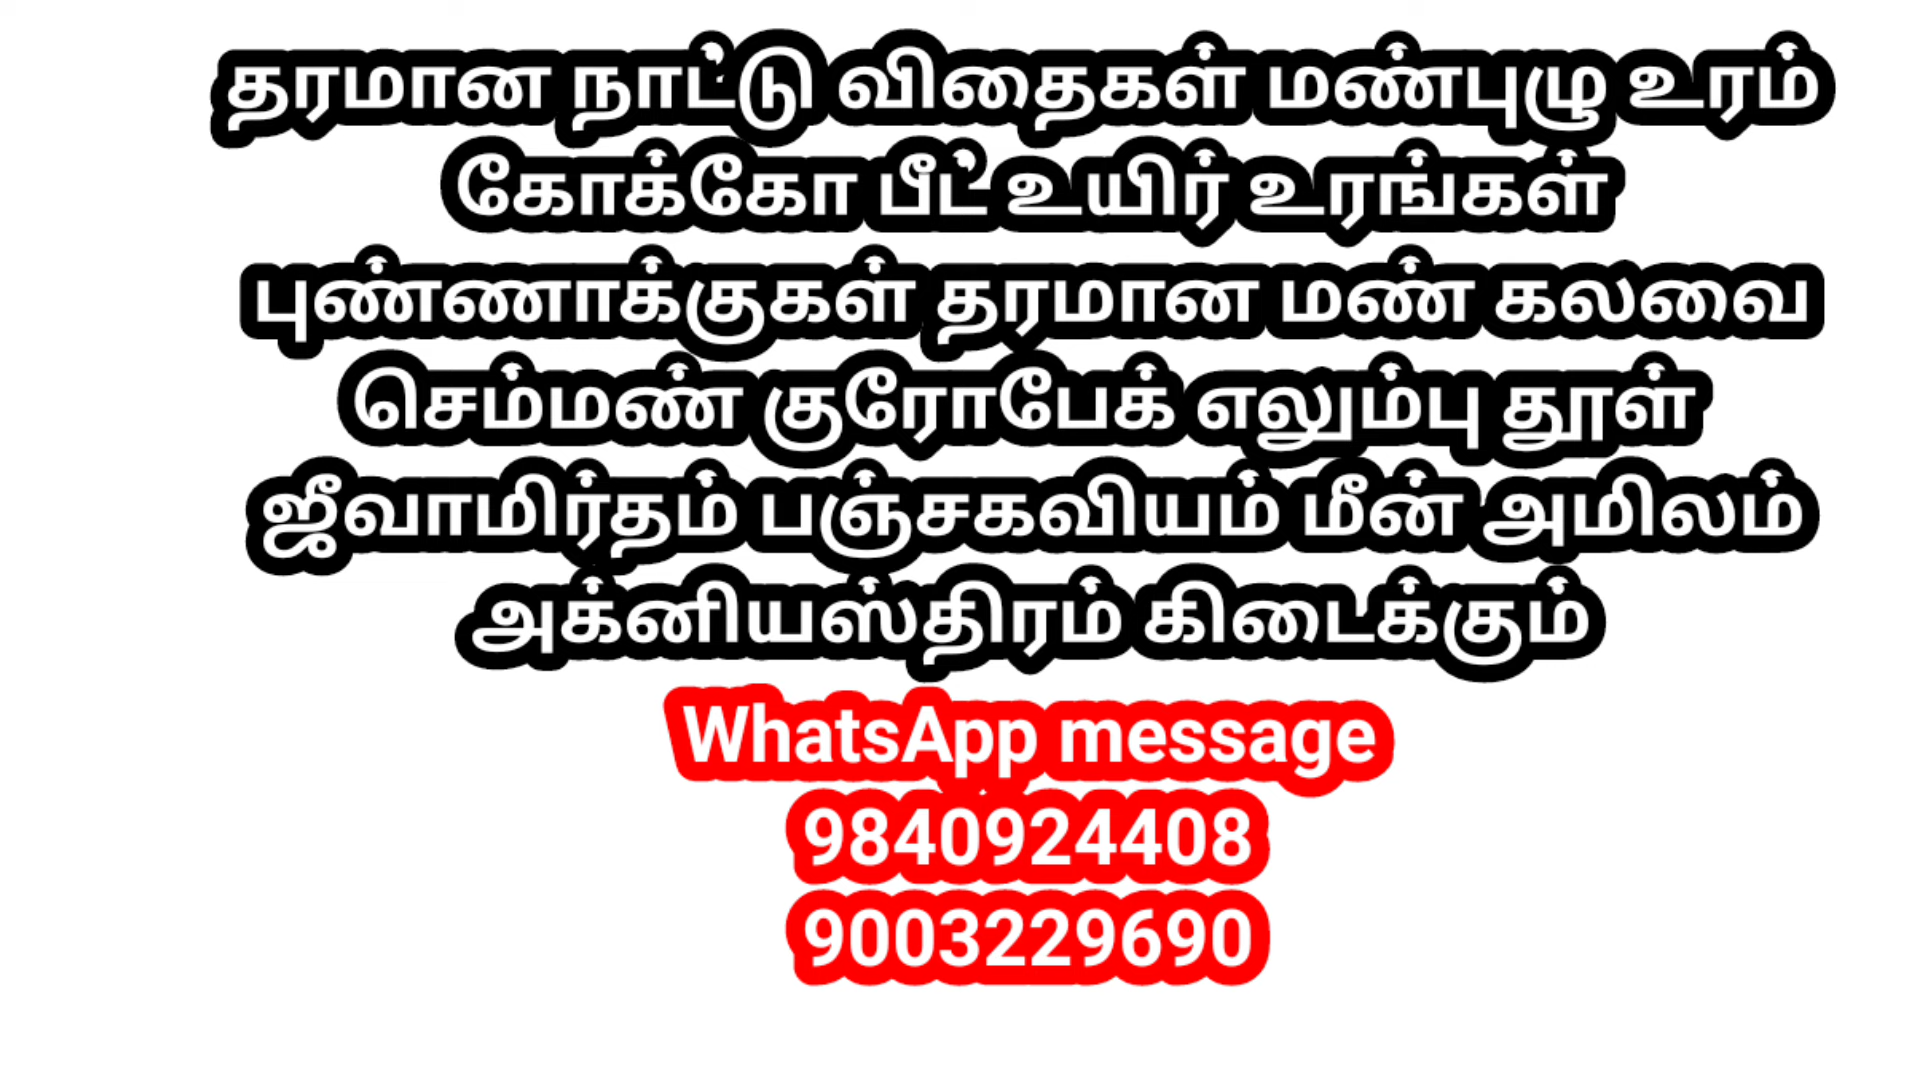 தரமான நாட்டு விதைகள் மண்புழு உரம்
கோக்கோ பீட் உயிர் உரங்கள்
புண்ணாக்குகள் தரமான மண் கலவை
செம்மண் குரோபேக் எலும்பு தூள்
ஜீவாமிர்தம் பஞ்சகவியம் மீன் அமிலம்
அக்னியஸ்திரம் கிடைக்கும்
WhatsApp message
9840924408
9003229690